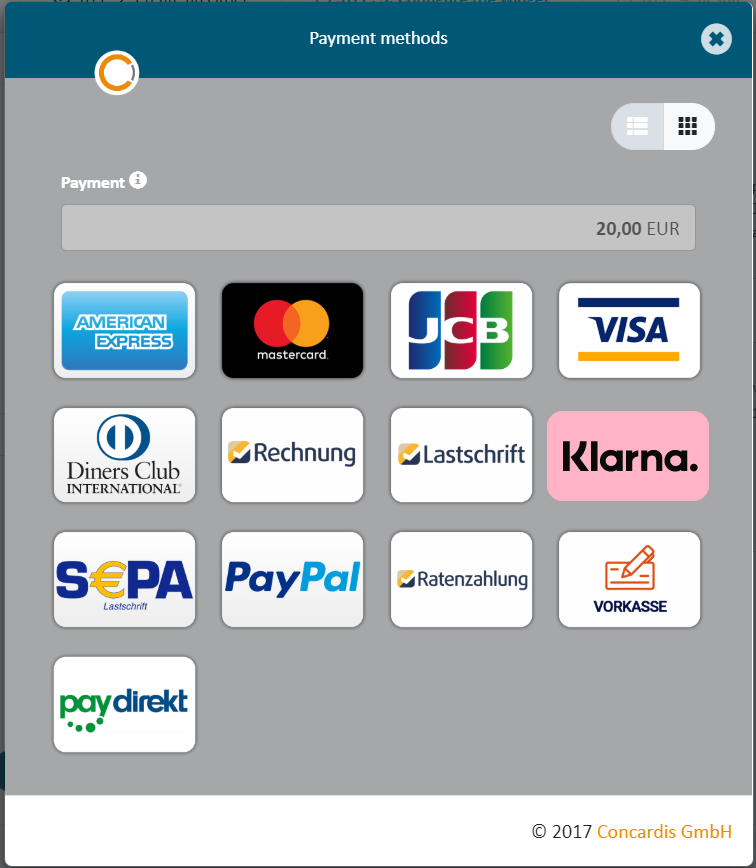 Payment methods
Payment
20,00 EUR
AMERICAN
EXPRESS
mastercard.
JCB
VISA
Diners Club
INTERNATIONAL®
Rechnung
Lastschrift
Klarna.
S€PA
Lastschrift
PayPal
Ratenzahlung
VORKASSE
paydirekt
© 2017 Concardis GmbH